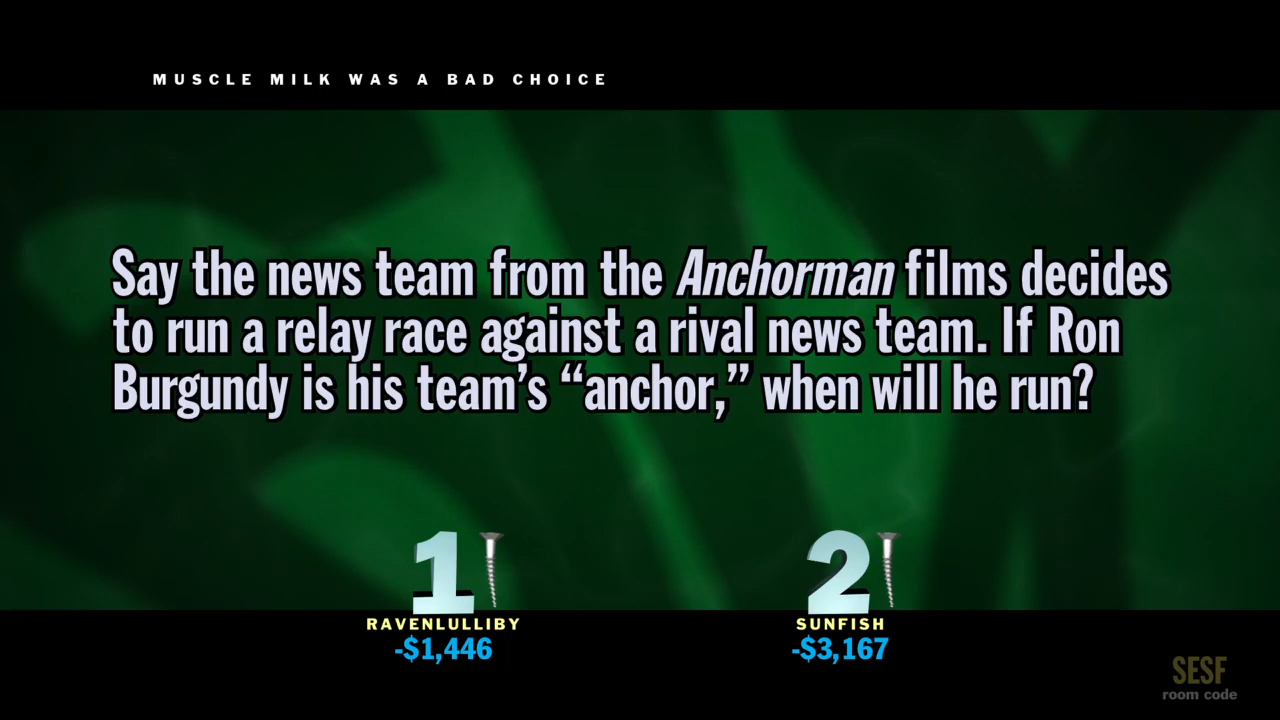 MUSCLE MILK WAS A BAD CHOICE
Say the news team from the Anchorman films decides
to run a relay race against a rival news team. If Ron
Burgundy is his team’s “anchor,” when will he run?
1 2
RAVENLULLIBY SUNFISH
-$1,446 -$3,167
SESF
room code